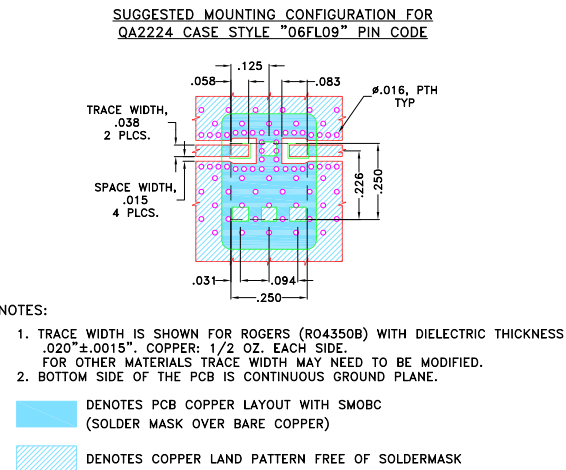 SUGGESTED MOUNTING CONFIGURATION FOR
QA2224 CASE STYLE "06FL09" PIN CODE
.125
.058
.083
ø.016, PTH
TYP
TRACE WIDTH,
.038
2 PLCS.
SPACE WIDTH,
.015
4 PLCS.
.226
.250
.031
.094
.250
NOTES:
1. TRACE WIDTH IS SHOWN FOR ROGERS (RO4350B) WITH DIELECTRIC THICKNESS
.020"±.0015". COPPER: 1/2 OZ. EACH SIDE.
FOR OTHER MATERIALS TRACE WIDTH MAY NEED TO BE MODIFIED.
2. BOTTOM SIDE OF THE PCB IS CONTINUOUS GROUND PLANE.
DENOTES PCB COPPER LAYOUT WITH SMOBC
(SOLDER MASK OVER BARE COPPER)
DENOTES COPPER LAND PATTERN FREE OF SOLDERMASK